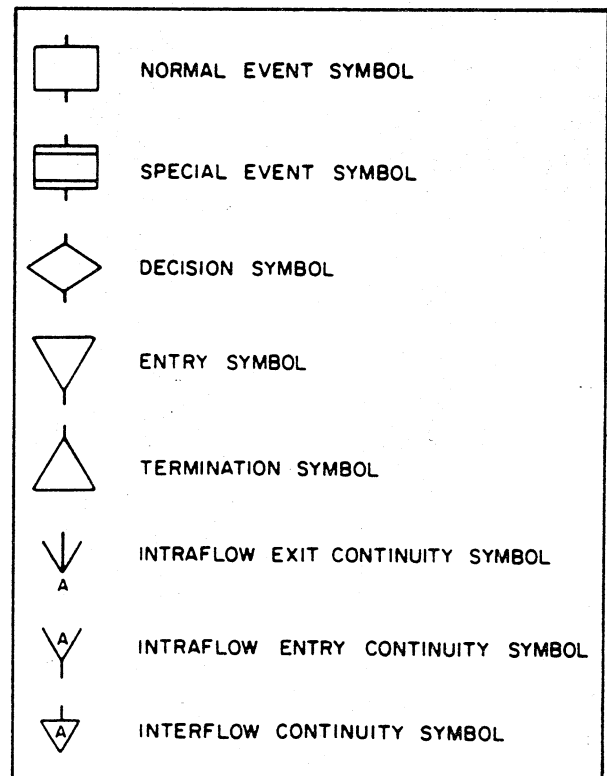 NORMAL EVENT SYMBOL
SPECIAL EVENT SYMBOL
DECISION SYMBOL
ENTRY SYMBOL
TERMINATION SYMBOL
INTRAFLOW EXIT CONTINUITY SYMBOL
A
A INTRAFLOW ENTRY CONTINUITY SYMBOL
A INTERFLOW CONTINUITY SYMBOL